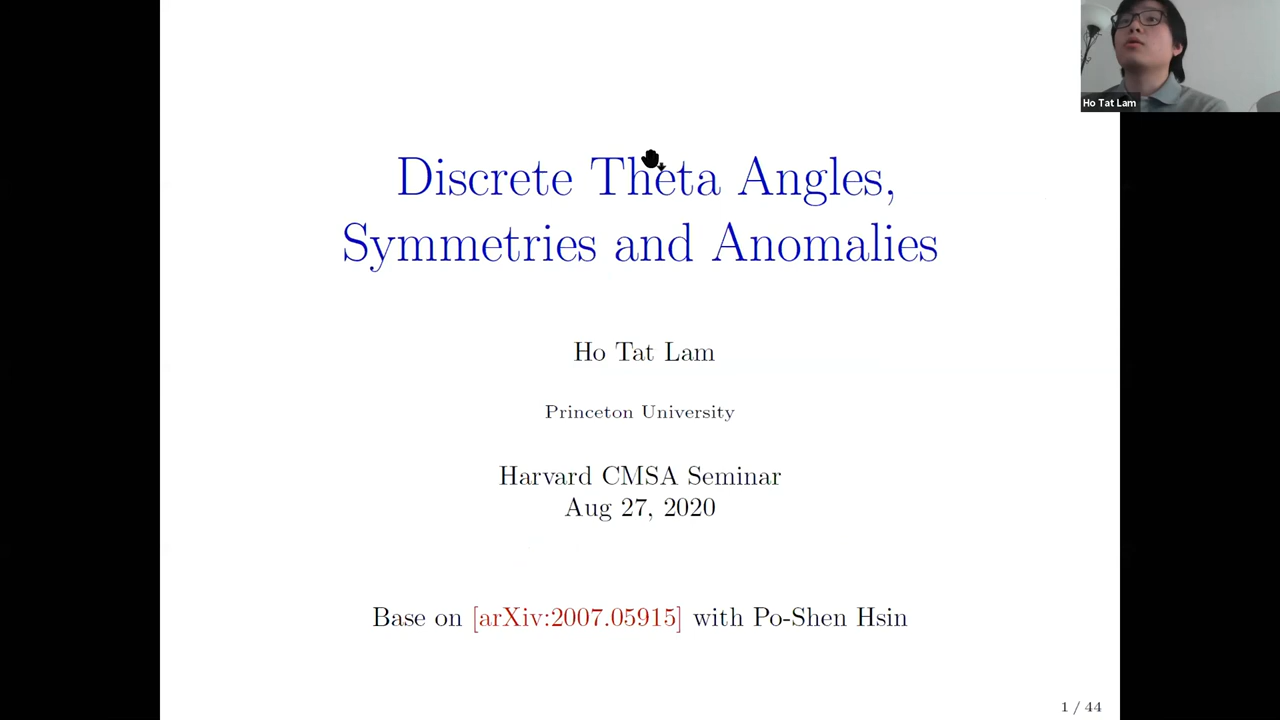 Ho Tat Lam
Discrete Theta Angles,
Symmetries and Anomalies
Ho Tat Lam
Princeton University
Harvard CMSA Seminar
Aug 27, 2020
Base on [arXiv:2007.05915] with Po-Shen Hsin
1 / 44